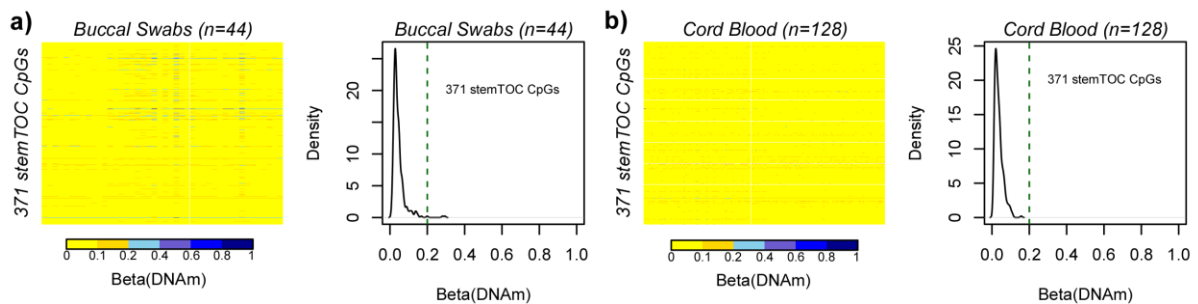 a)
Buccal Swabs (n=44)
371 stemTOC CpGs
0 0.1 0.2 0.4 0.6 0.8 1
Beta(DNAm)
Buccal Swabs (n=44)
Density
0 5 10 15 20
371 stemTOC CpGs
0.0 0.2 0.4 0.6 0.8 1.0
Beta(DNAm)
b)
Cord Blood (n=128)
371 stemTOC CpGs
0 0.1 0.2 0.4 0.6 0.8 1
Beta(DNAm)
Cord Blood (n=128)
Density
0 5 10 15 20 25
371 stemTOC CpGs
0.0 0.2 0.4 0.6 0.8 1.0
Beta(DNAm)